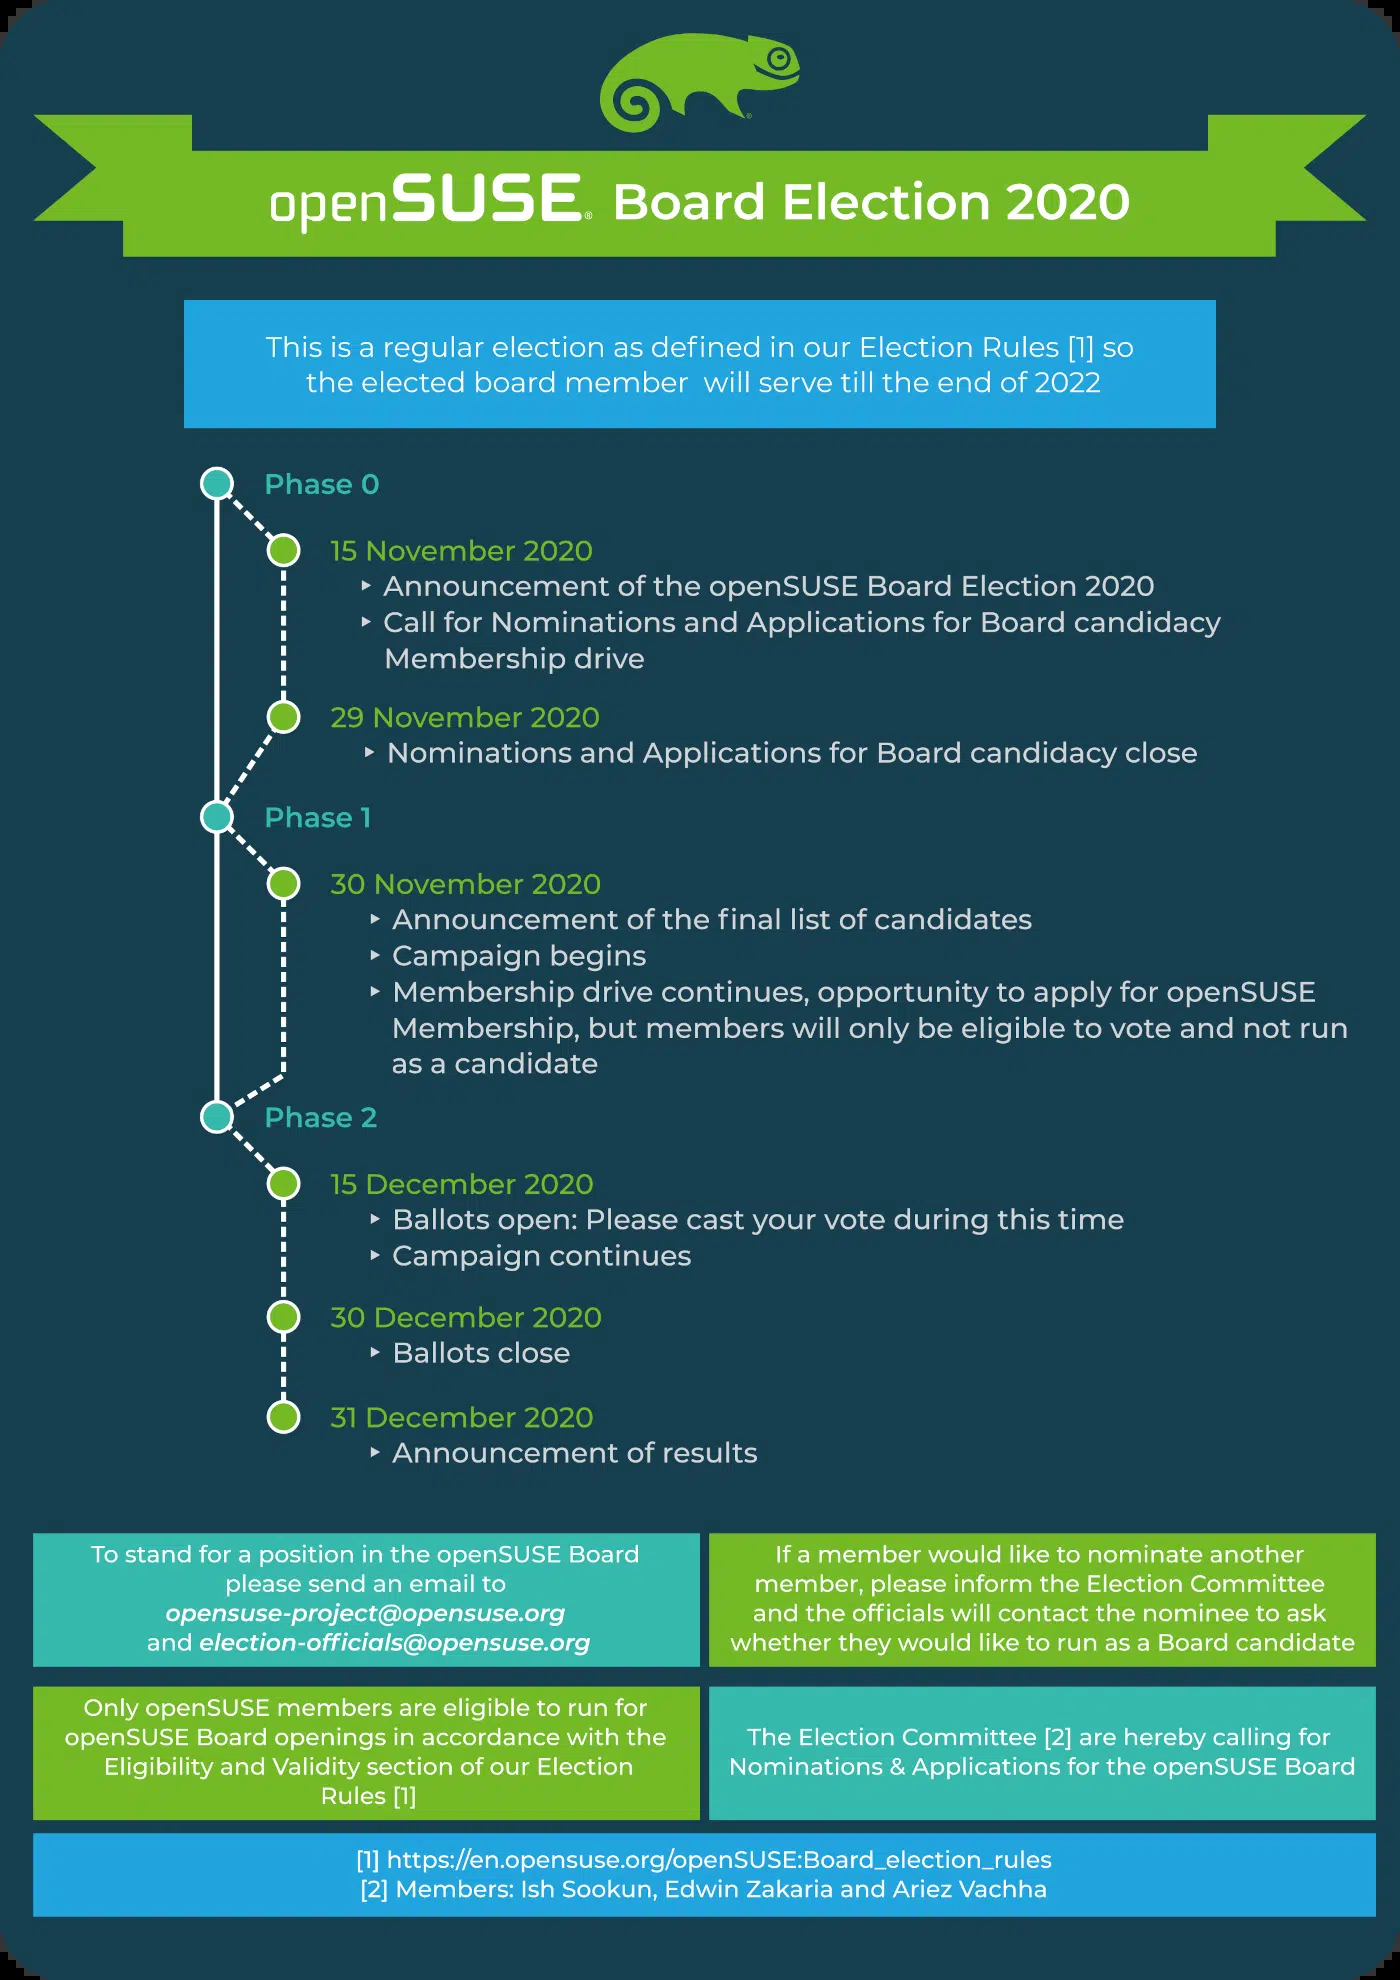 openSUSE® Board Election 2020
This is a regular election as defined in our Election Rules [1] so
the elected board member will serve till the end of 2022
Phase 0
15 November 2020
‣ Announcement of the openSUSE Board Election 2020
‣ Call for Nominations and Applications for Board candidacy
Membership drive
29 November 2020
‣ Nominations and Applications for Board candidacy close
Phase 1
30 November 2020
‣ Announcement of the final list of candidates
‣ Campaign begins
‣ Membership drive continues, opportunity to apply for openSUSE
Membership, but members will only be eligible to vote and not run
as a candidate
Phase 2
15 December 2020
‣ Ballots open: Please cast your vote during this time
‣ Campaign continues
30 December 2020
‣ Ballots close
31 December 2020
‣ Announcement of results
To stand for a position in the openSUSE Board
please send an email to
opensuse-project@opensuse.org
and election-officials@opensuse.org
If a member would like to nominate another
member, please inform the Election Committee
and the officials will contact the nominee to ask
whether they would like to run as a Board candidate
Only openSUSE members are eligible to run for
openSUSE Board openings in accordance with the
Eligibility and Validity section of our Election
Rules [1]
The Election Committee [2] are hereby calling for
Nominations & Applications for the openSUSE Board
[1] https://en.opensuse.org/openSUSE:Board_election_rules
[2] Members: Ish Sookun, Edwin Zakaria and Ariez Vachha